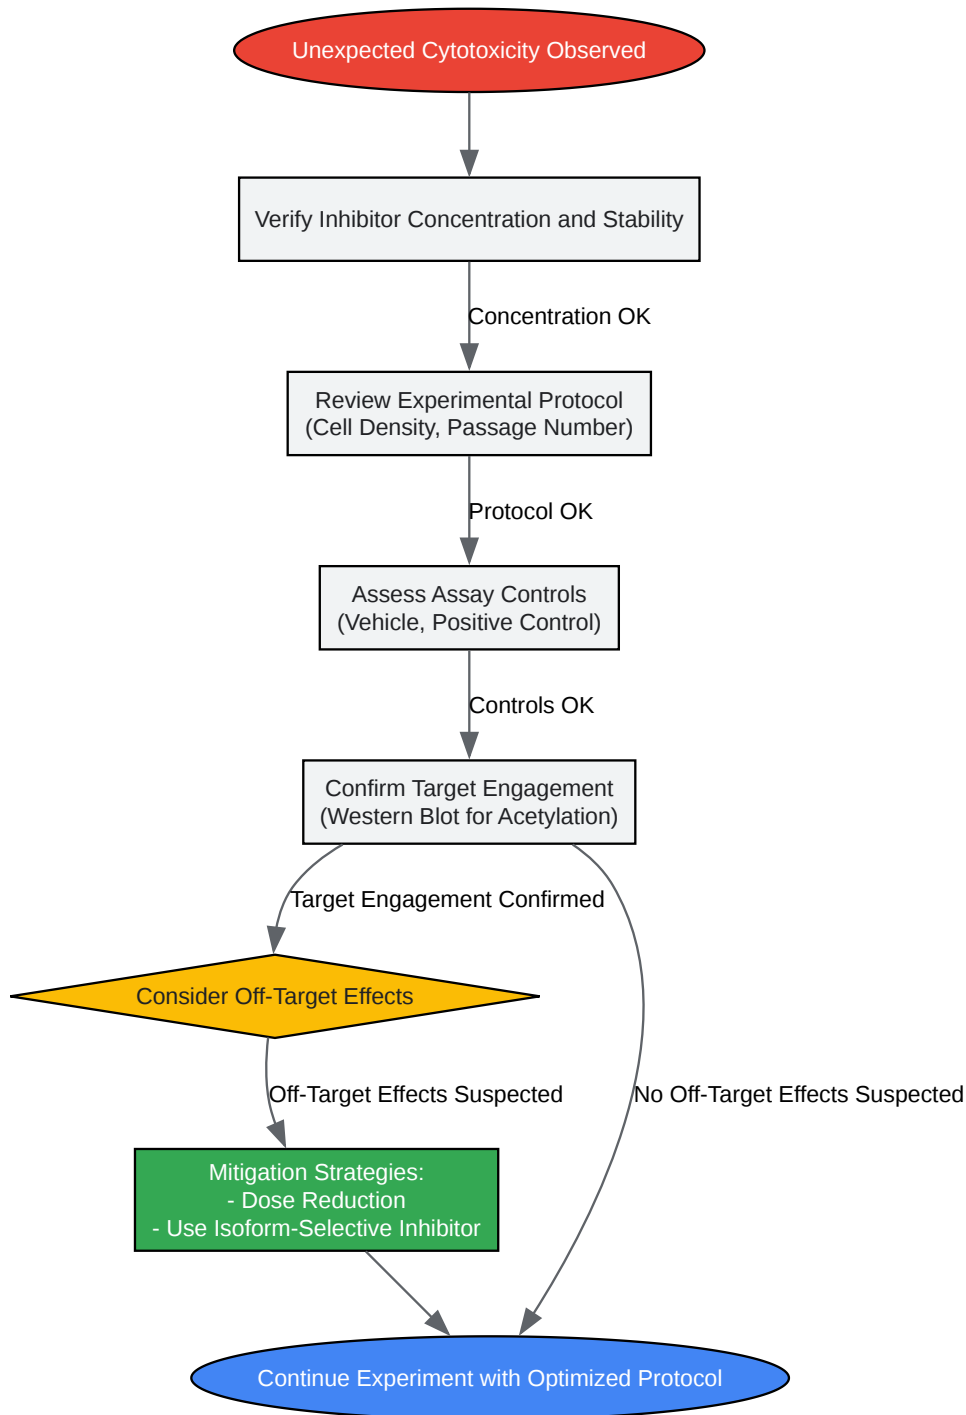 Unexpected Cytotoxicity Observed
Verify Inhibitor Concentration and Stability
Concentration OK
Review Experimental Protocol
(Cell Density, Passage Number)
Protocol OK
Assess Assay Controls
(Vehicle, Positive Control)
Controls OK
Confirm Target Engagement
(Western Blot for Acetylation)
Target Engagement Confirmed
Consider Off-Target Effects
Off-Target Effects Suspected
No Off-Target Effects Suspected
Mitigation Strategies:
- Dose Reduction
- Use Isoform-Selective Inhibitor
Continue Experiment with Optimized Protocol